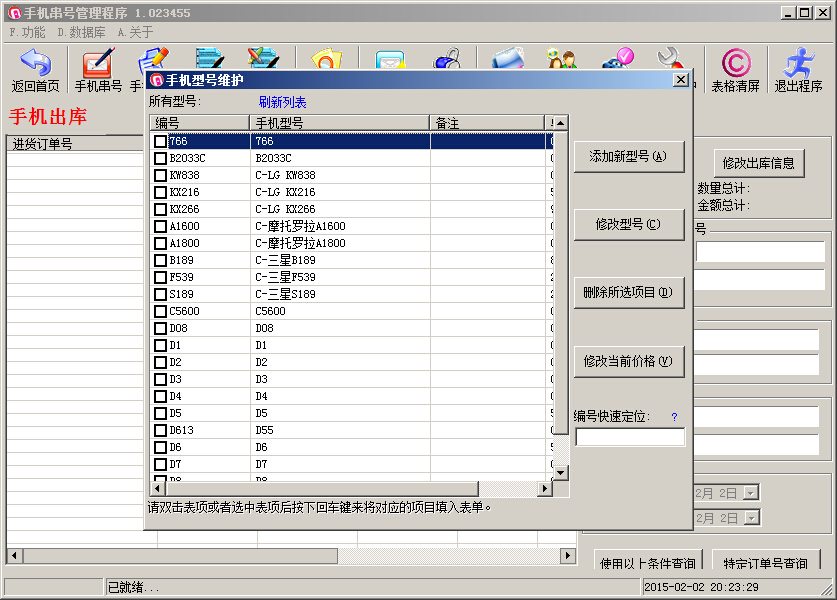 手机串号管理程序 1.023455
F.功能 D.数据库 A.关于
返回首页 手机串号 手 表格清屏 退出程序
手机出库
进货订单号
手机型号维护
所有型号: 刷新列表
编号 手机型号 备注
766 766
B2033C B2033C
KW838 C-LG KW838
KX216 C-LG KX216
KX266 C-LG KX266
A1600 C-摩托罗拉A1600
A1800 C-摩托罗拉A1800
B189 C-三星B189
F539 C-三星F539
S189 C-三星S189
C5600 C5600
D08 D08
D1 D1
D2 D2
D3 D3
D4 D4
D5 D5
D613 D55
D6 D6
D7 D7
D8 D8
添加新型号(A)
修改型号(C)
删除所选项目(D)
修改当前价格(V)
编号快速定位: ?
请双击表项或者选中表项后按下回车键来将对应的项目填入表单。
修改出库信息
数量总计:
金额总计:
号
2月 2日
2月 2日
使用以上条件查询 特定订单号查询
已就绪... 2015-02-02 20:23:29